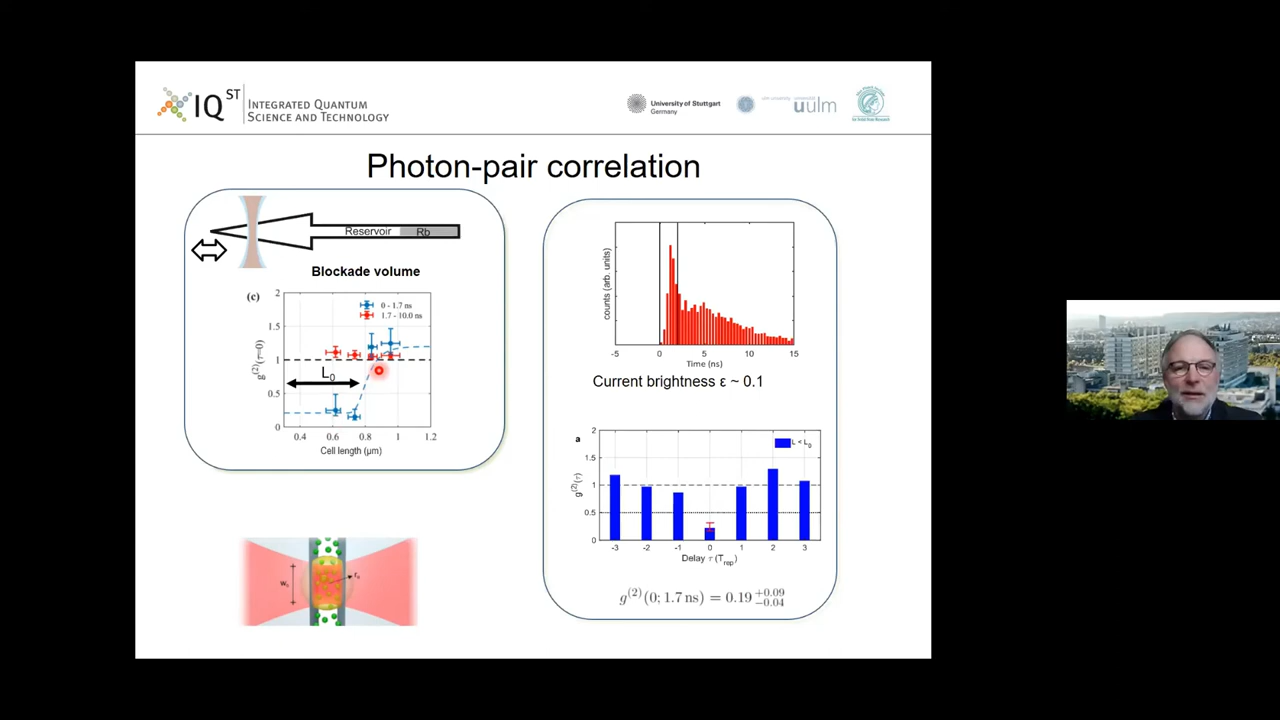 IQ ST
INTEGRATED QUANTUM
SCIENCE AND TECHNOLOGY
University of Stuttgart
Germany
uulm
Photon-pair correlation
Reservoir
Rb
Blockade volume
(c)
0 - 1.7 ns
1.7 - 10.0 ns
g(2)(τ=0)
2
1.5
1
0.5
0
L0
0.4 0.6 0.8 1 1.2
Cell length (μm)
counts (arb. units)
-5 0 5 10 15
Time (ns)
Current brightness ε ~ 0.1
a
L < L0
g(2)(τ)
2
1.5
1
0.5
0
-3 -2 -1 0 1 2 3
Delay τ (Trep)
g(2)(0; 1.7 ns) = 0.19 +0.09 −0.04